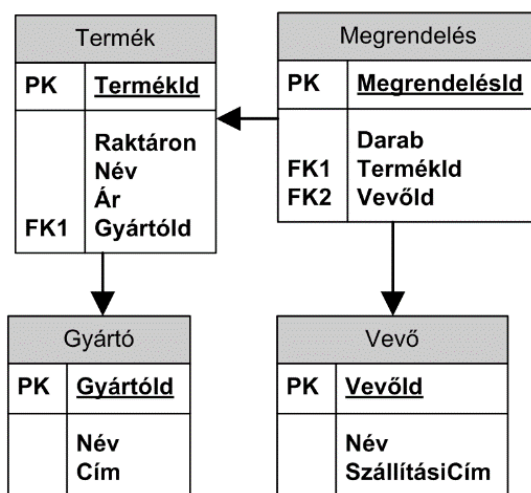 Termék
PK TermékId
Raktáron
Név
Ár
FK1 GyártóId
Megrendelés
PK MegrendelésId
Darab
FK1 TermékId
FK2 VevőId
Gyártó
PK GyártóId
Név
Cím
Vevő
PK VevőId
Név
SzállításiCím